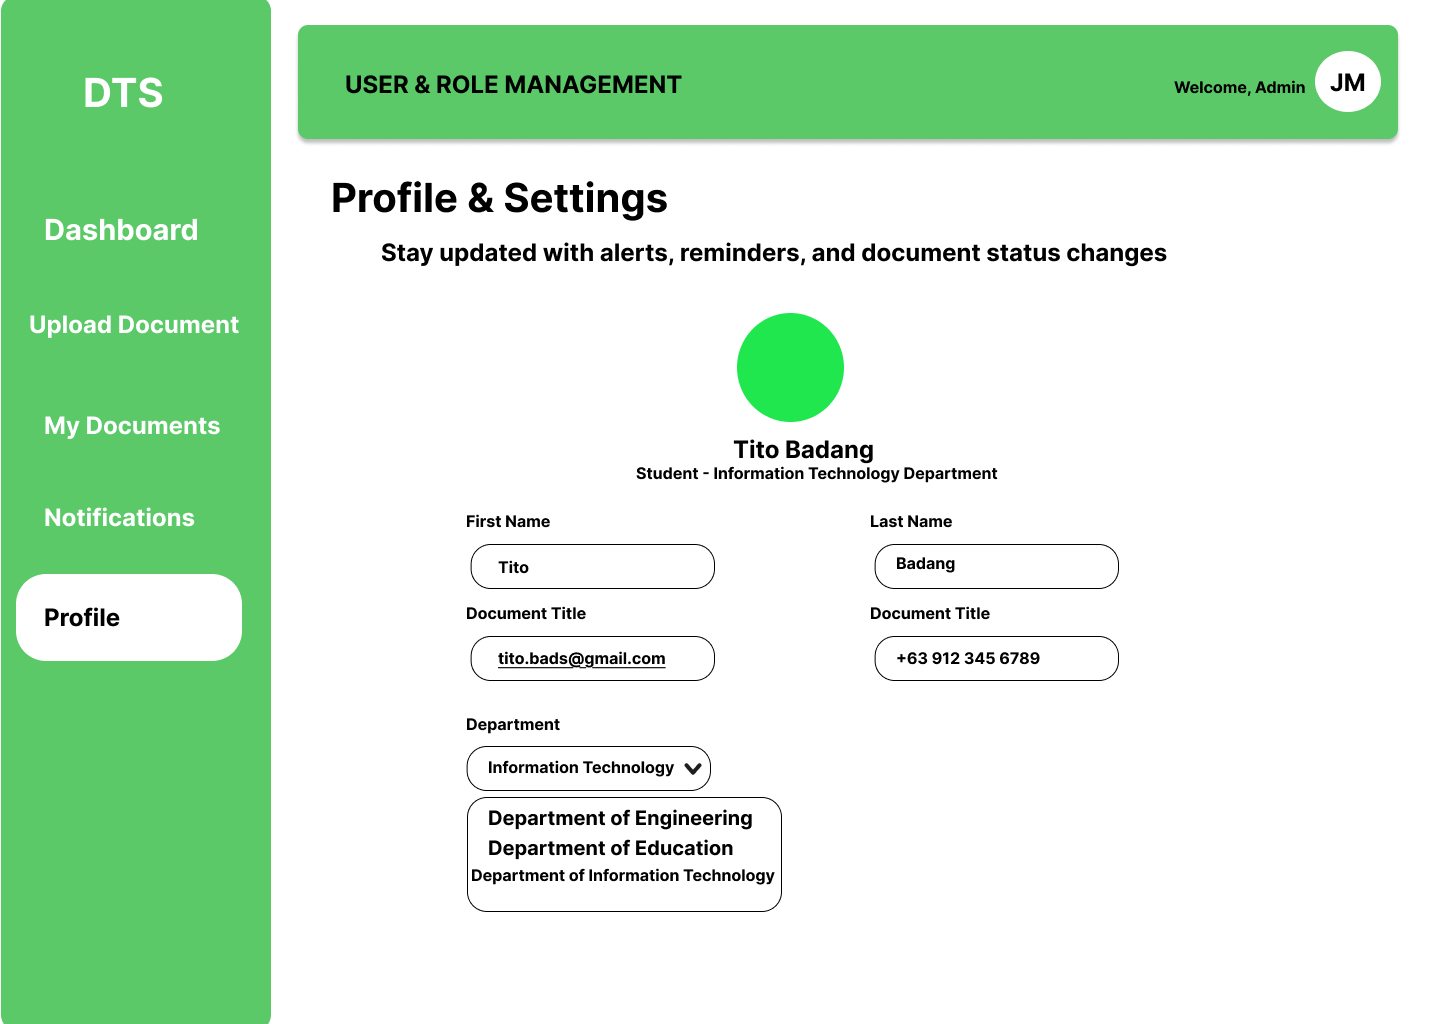 DTS
Dashboard
Upload Document
My Documents
Notifications
Profile
USER & ROLE MANAGEMENT
Welcome, Admin
JM
Profile & Settings
Stay updated with alerts, reminders, and document status changes
Tito Badang
Student - Information Technology Department
First Name
Last Name
Tito
Badang
Document Title
Document Title
tito.bads@gmail.com
+63 912 345 6789
Department
Information Technology
Department of Engineering
Department of Education
Department of Information Technology